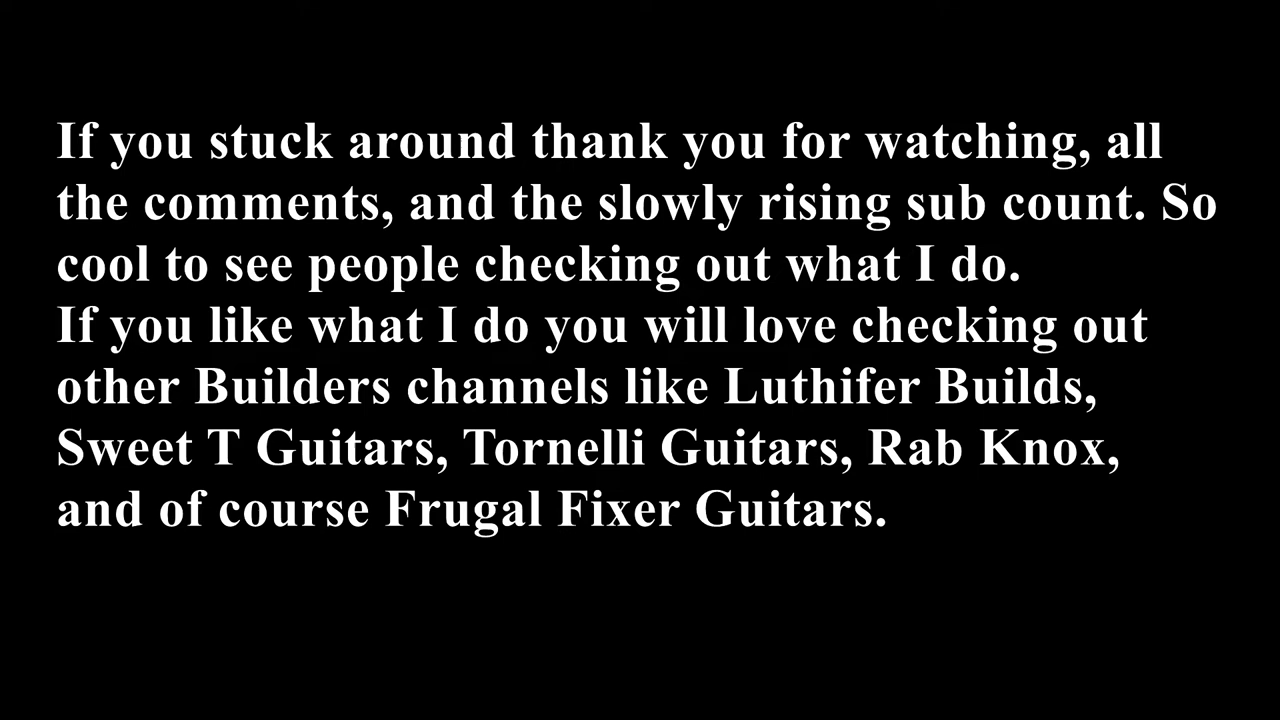 If you stuck around thank you for watching, all
the comments, and the slowly rising sub count. So
cool to see people checking out what I do.
If you like what I do you will love checking out
other Builders channels like Luthifer Builds,
Sweet T Guitars, Tornelli Guitars, Rab Knox,
and of course Frugal Fixer Guitars.